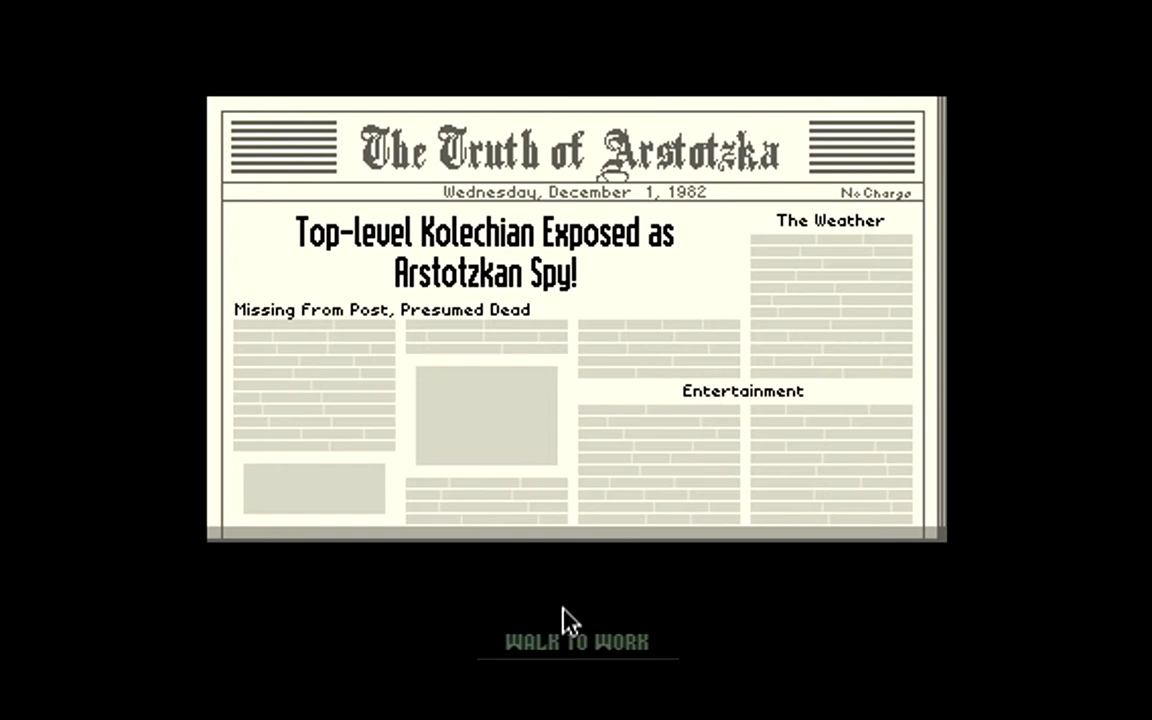 The Truth of Arstotzka
Wednesday, December 1, 1982
No Charge
Top-level Kolechian Exposed as
Arstotzkan Spy!
Missing From Post, Presumed Dead
The Weather
Entertainment
WALK TO WORK